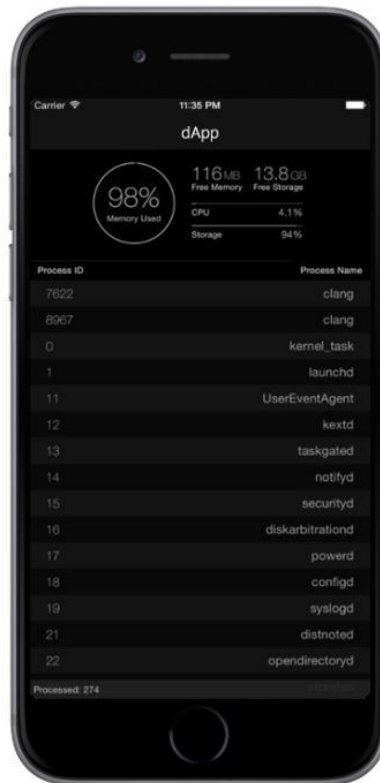 Carrier 11:35 PM
dApp
98%
Memory Used
116MB 13.8GB
Free Memory Free Storage
CPU 4.1%
Storage 94%
Process ID Process Name
7622 clang
8967 clang
0 kernel_task
1 launchd
11 UserEventAgent
12 kextd
13 taskgated
14 notifyd
15 securityd
16 diskarbitrationd
17 powerd
18 configd
19 syslogd
21 distnoted
22 opendirectoryd
Processed: 274